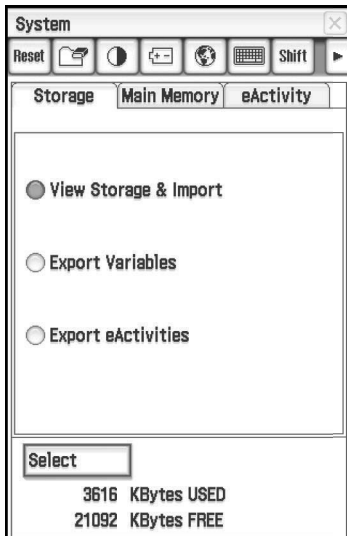 System
Reset Shift
Storage Main Memory eActivity
View Storage & Import
Export Variables
Export eActivities
Select
3616 KBytes USED
21092 KBytes FREE